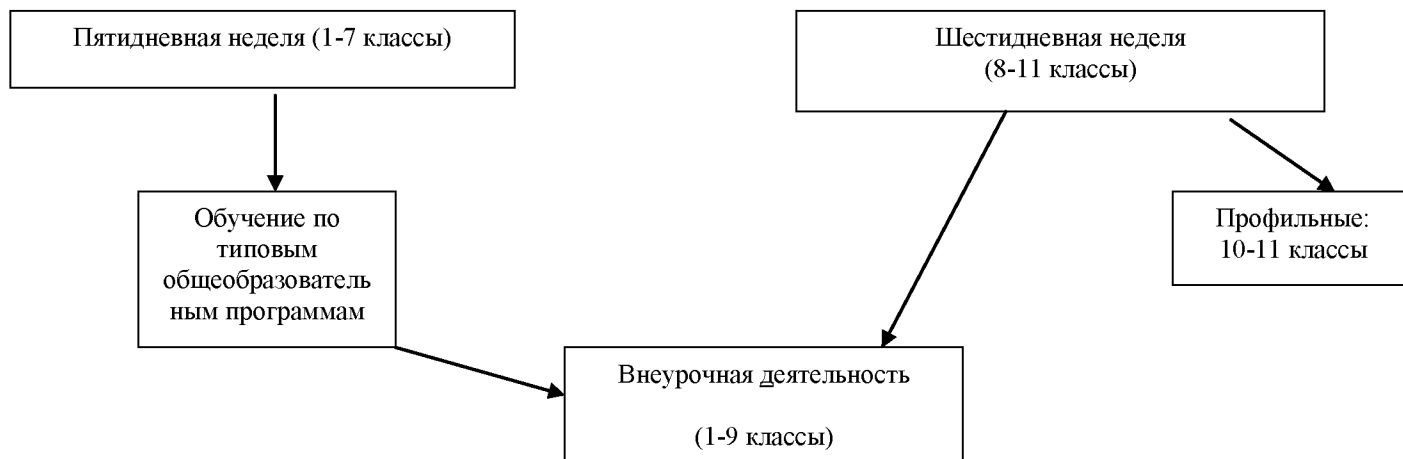 Пятидневная неделя (1-7 классы)
Шестидневная неделя
(8-11 классы)
Обучение по
типовым
общеобразователь
ным программам
Профильные:
10-11 классы
Внеурочная деятельность
(1-9 классы)